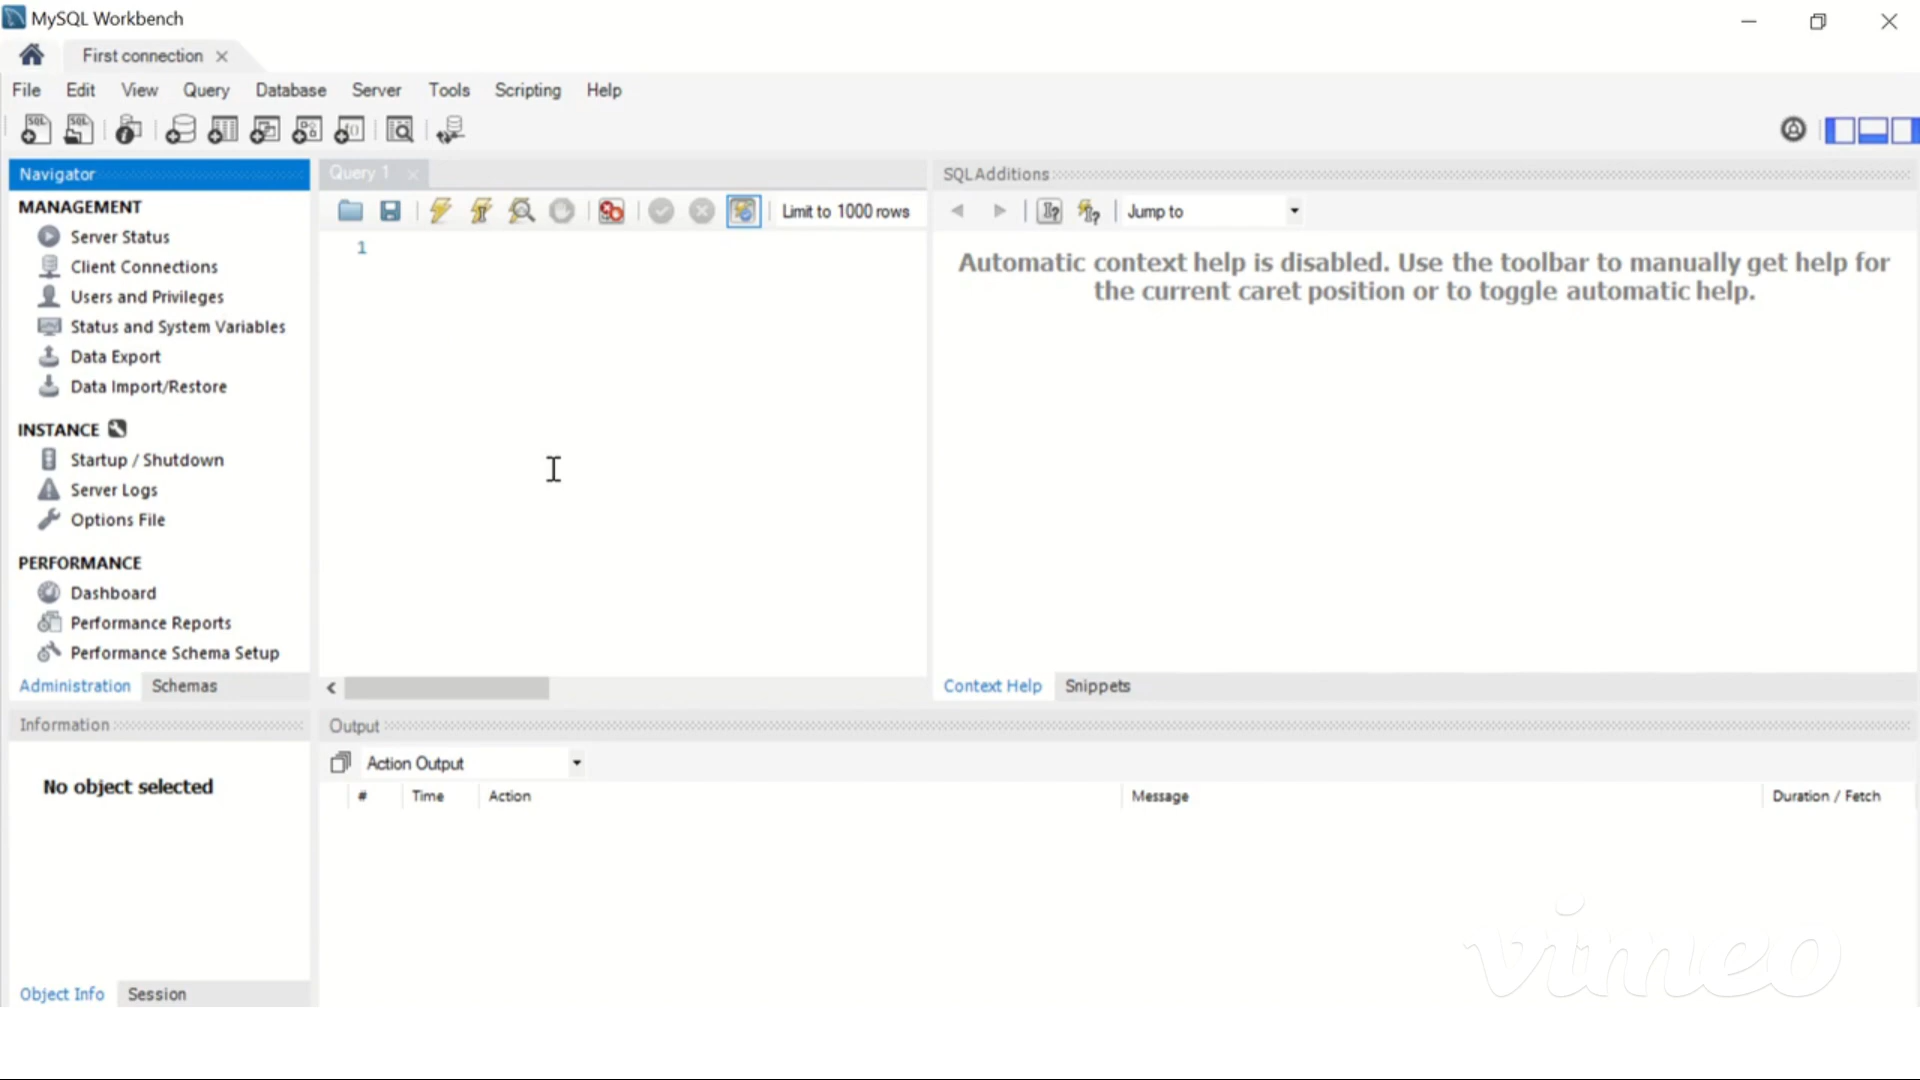 MySQL Workbench
First connection
File Edit View Query Database Server Tools Scripting Help
Navigator
MANAGEMENT
Server Status
Client Connections
Users and Privileges
Status and System Variables
Data Export
Data Import/Restore
INSTANCE
Startup / Shutdown
Server Logs
Options File
PERFORMANCE
Dashboard
Performance Reports
Performance Schema Setup
Administration Schemas
Information
No object selected
Object Info Session
Query 1
Limit to 1000 rows
1
SQLAdditions
Jump to
Automatic context help is disabled. Use the toolbar to manually get help for
the current caret position or to toggle automatic help.
Context Help Snippets
Output
Action Output
# Time Action Message Duration / Fetch
vimeo